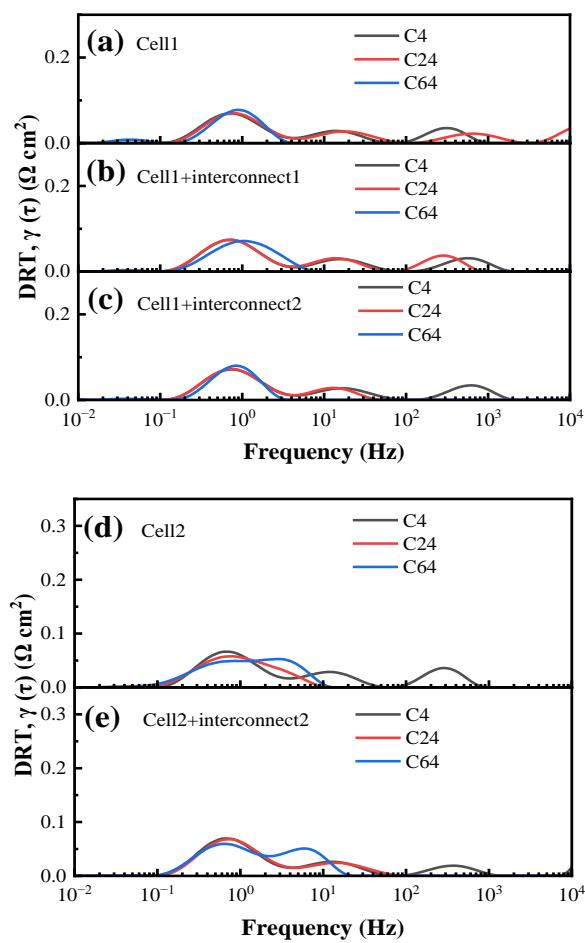 (a) Cell1
C4
C24
C64
0.2
0.0
(b) Cell1+interconnect1
C4
C24
C64
0.2
0.0
(c) Cell1+interconnect2
C4
C24
C64
0.2
0.0
DRT, γ (τ) (Ω cm²)
10⁻² 10⁻¹ 10⁰ 10¹ 10² 10³ 10⁴
Frequency (Hz)
(d) Cell2
C4
C24
C64
0.3
0.2
0.1
0.0
(e) Cell2+interconnect2
C4
C24
C64
0.3
0.2
0.1
0.0
DRT, γ (τ) (Ω cm²)
10⁻² 10⁻¹ 10⁰ 10¹ 10² 10³ 10⁴
Frequency (Hz)